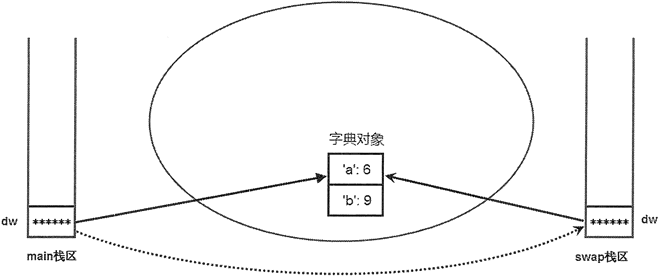 字典对象
'a': 6
'b': 9
dw ****** ****** dw
main栈区 swap栈区